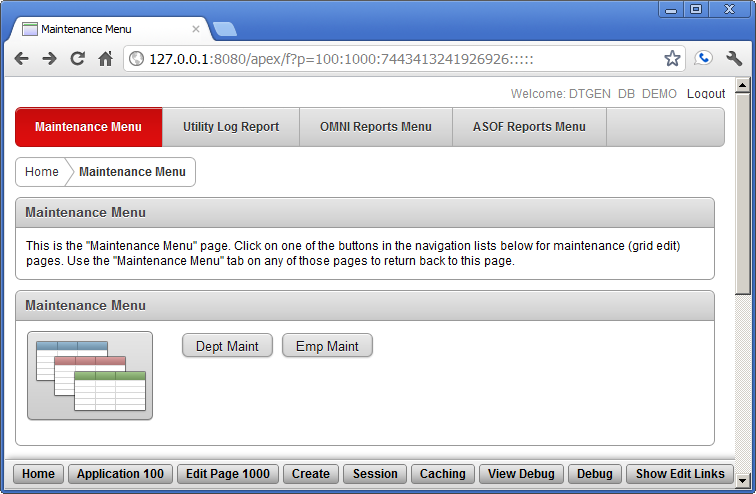 Maintenance Menu
127.0.0.1:8080/apex/f?p=100:1000:7443413241926926:::::
Welcome: DTGEN_DB_DEMO Logout
Maintenance Menu Utility Log Report OMNI Reports Menu ASOF Reports Menu
Home Maintenance Menu
Maintenance Menu
This is the "Maintenance Menu" page. Click on one of the buttons in the navigation lists below for maintenance (grid edit)
pages. Use the "Maintenance Menu" tab on any of those pages to return back to this page.
Maintenance Menu
Dept Maint Emp Maint
Home Application 100 Edit Page 1000 Create Session Caching View Debug Debug Show Edit Links